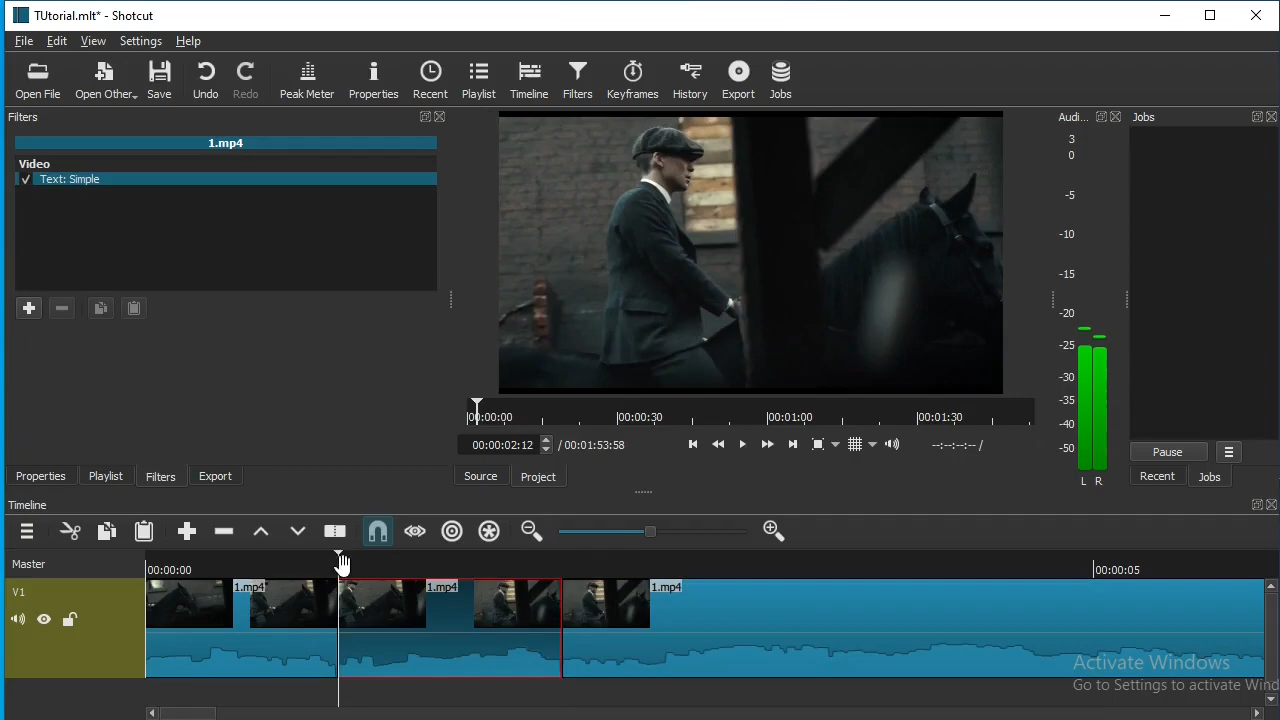 TUtorial.mlt* - Shotcut
File Edit View Settings Help
Open File Open Other Save Undo Redo Peak Meter Properties Recent Playlist Timeline Filters Keyframes History Export Jobs
Filters
1.mp4
Video
Text: Simple
Properties Playlist Filters Export
00:00:00 00:00:30 00:01:00 00:01:30
00:00:02:12 / 00:01:53:58 --:--:--:-- /
Source Project
Audi...
3
0
-5
-10
-15
-20
-25
-30
-35
-40
-50
L R
Jobs
Pause
Recent Jobs
Timeline
Master
00:00:00 00:00:05
V1
1.mp4 1.mp4 1.mp4
Activate Windows
Go to Settings to activate Wind